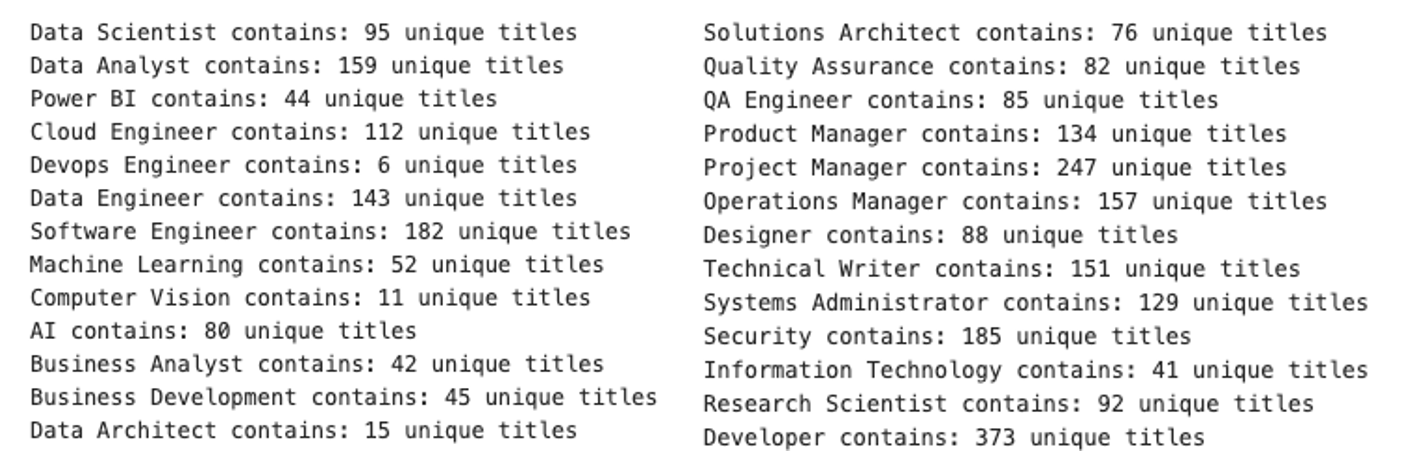 Data Scientist contains: 95 unique titles
Data Analyst contains: 159 unique titles
Power BI contains: 44 unique titles
Cloud Engineer contains: 112 unique titles
Devops Engineer contains: 6 unique titles
Data Engineer contains: 143 unique titles
Software Engineer contains: 182 unique titles
Machine Learning contains: 52 unique titles
Computer Vision contains: 11 unique titles
AI contains: 80 unique titles
Business Analyst contains: 42 unique titles
Business Development contains: 45 unique titles
Data Architect contains: 15 unique titles
Solutions Architect contains: 76 unique titles
Quality Assurance contains: 82 unique titles
QA Engineer contains: 85 unique titles
Product Manager contains: 134 unique titles
Project Manager contains: 247 unique titles
Operations Manager contains: 157 unique titles
Designer contains: 88 unique titles
Technical Writer contains: 151 unique titles
Systems Administrator contains: 129 unique titles
Security contains: 185 unique titles
Information Technology contains: 41 unique titles
Research Scientist contains: 92 unique titles
Developer contains: 373 unique titles